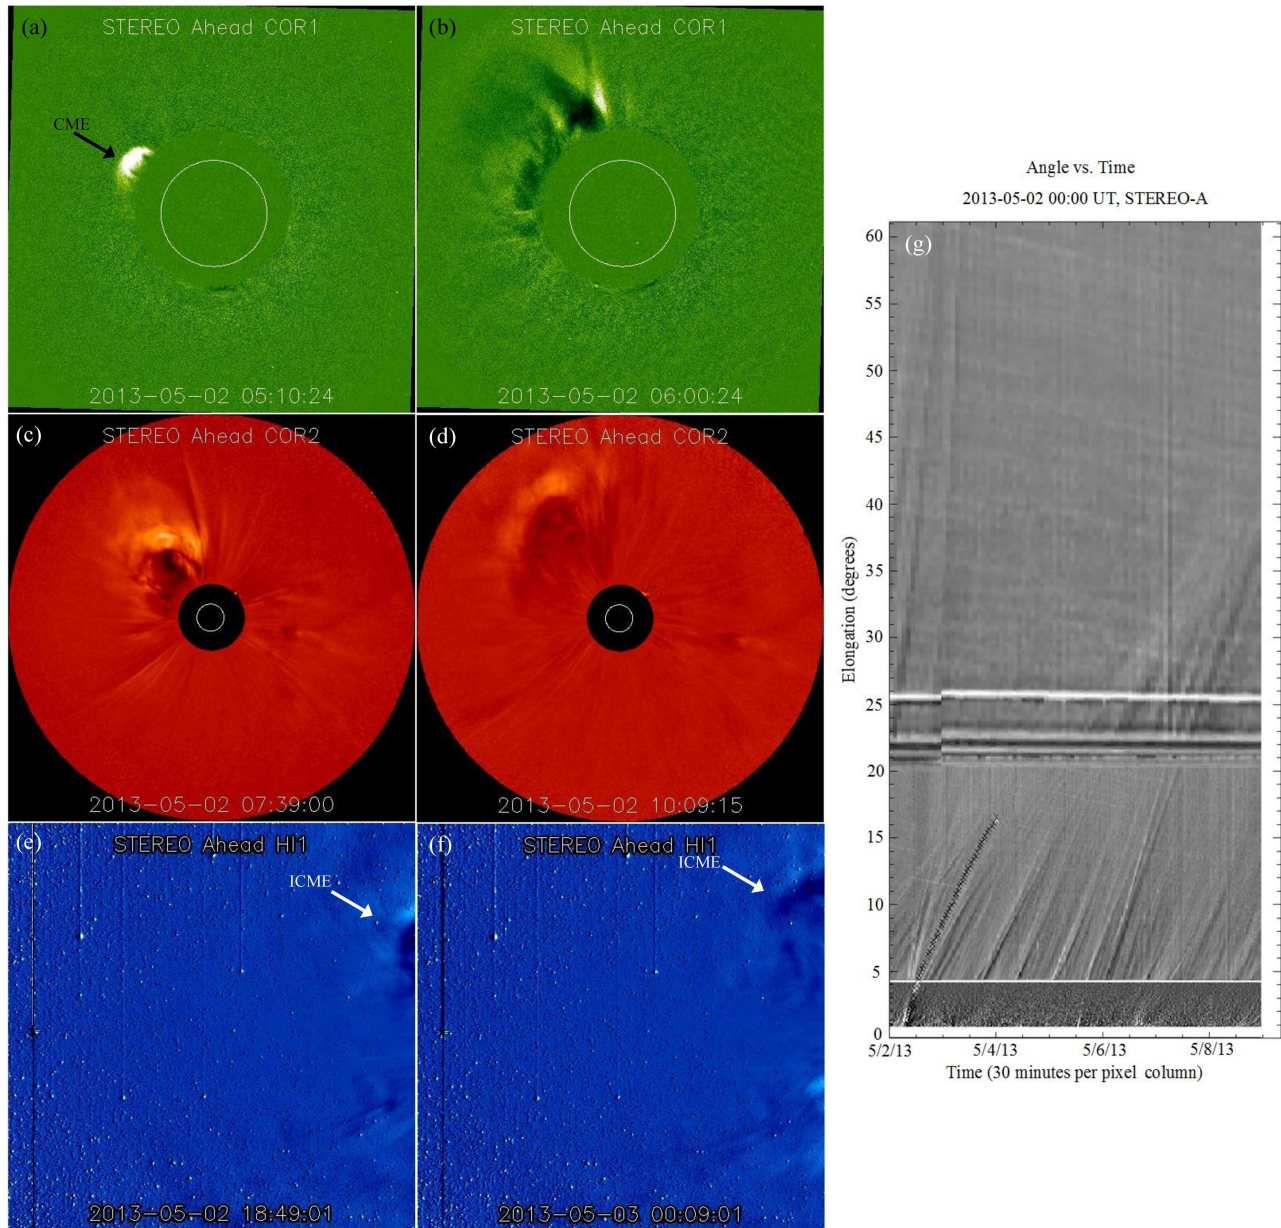 (a)
STEREO Ahead COR1
CME
2013-05-02 05:10:24
(b)
STEREO Ahead COR1
2013-05-02 06:00:24
(c)
STEREO Ahead COR2
2013-05-02 07:39:00
(d)
STEREO Ahead COR2
2013-05-02 10:09:15
(e)
STEREO Ahead HI1
ICME
2013-05-02 18:49:01
(f)
STEREO Ahead HI1
ICME
2013-05-03 00:09:01
Angle vs. Time
2013-05-02 00:00 UT, STEREO-A
(g)
Elongation (degrees)
60
55
50
45
40
35
30
25
20
15
10
5
0
5/2/13 5/4/13 5/6/13 5/8/13
Time (30 minutes per pixel column)